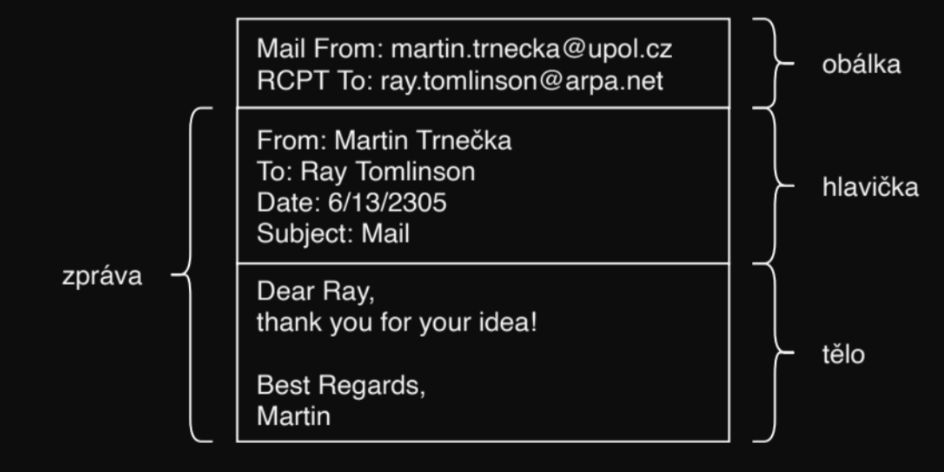 Mail From: martin.trnecka@upol.cz
RCPT To: ray.tomlinson@arpa.net
obálka
From: Martin Trnečka
To: Ray Tomlinson
Date: 6/13/2305
Subject: Mail
hlavička
zpráva
Dear Ray,
thank you for your idea!
Best Regards,
Martin
tělo